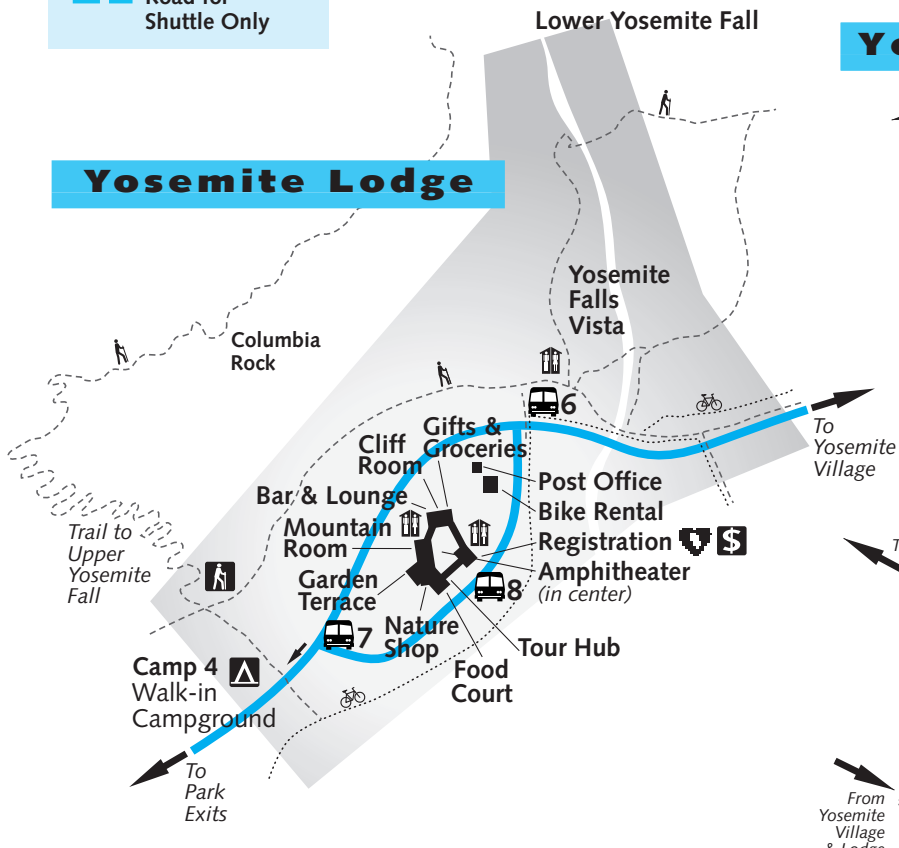 Road for
Shuttle Only
Lower Yosemite Fall
Yo
Yosemite Lodge
Yosemite
Falls
Vista
Columbia
Rock
6
To
Yosemite
Village
Gifts &
Groceries
Cliff
Room
Bar & Lounge
Mountain
Room
Garden
Terrace
Post Office
Bike Rental
Registration $
Amphitheater
(in center)
8
7
Nature
Shop
Tour Hub
Food
Court
Trail to
Upper
Yosemite
Fall
Camp 4
Walk-in
Campground
To
Park
Exits
T
From
Yosemite
Village
& Lodge